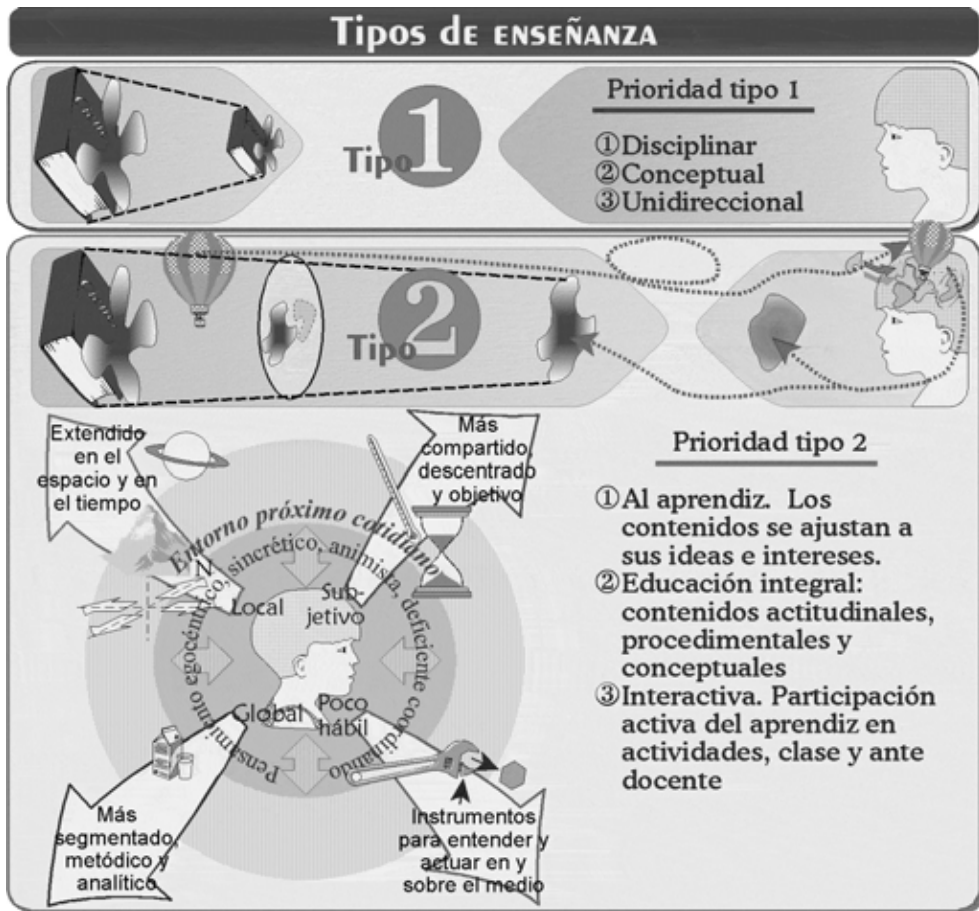 Tipos de enseñanza
Prioridad tipo 1
①Disciplinar
②Conceptual
③Unidireccional
Tipo 1
Tipo 2
Prioridad tipo 2
①Al aprendiz. Los
contenidos se ajustan a
sus ideas e intereses.
②Educación integral:
contenidos actitudinales,
procedimentales y
conceptuales
③Interactiva. Participación
activa del aprendiz en
actividades, clase y ante
docente
Extendido
en el
espacio y en
el tiempo
Más
compartido,
descentrado
y objetivo
Entorno próximo cotidiano
Pensamiento egocéntrico, sincrético, animista, deficiente coordinando
N
Local
Sub-
jetivo
Global
Poco
hábil
Más
segmentado,
metódico y
analítico
Instrumentos
para entender y
actuar en y
sobre el medio